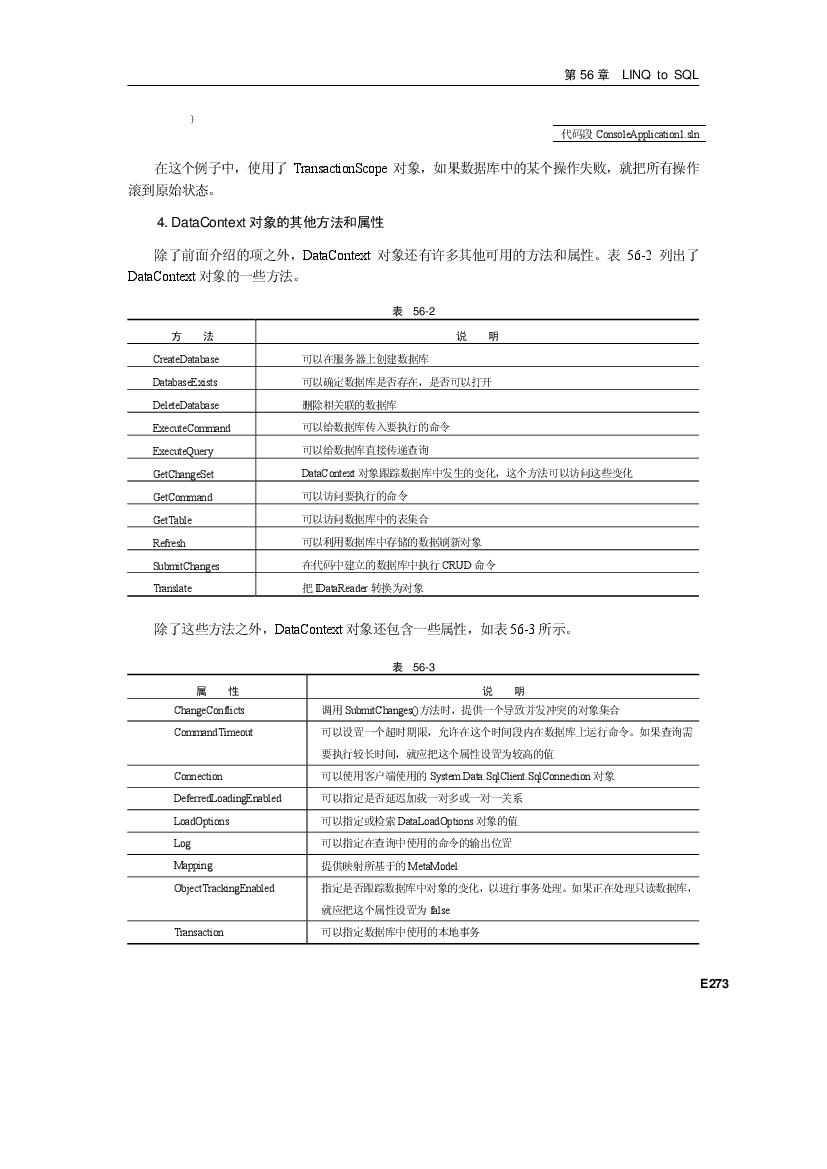 第 56 章 LINQ to SQL
}
代码段 ConsoleApplication1.sln
在这个例子中，使用了 TransactionScope 对象，如果数据库中的某个操作失败，就把所有操作
滚到原始状态。
4. DataContext 对象的其他方法和属性
除了前面介绍的项之外，DataContext 对象还有许多其他可用的方法和属性。表 56-2 列出了
DataContext 对象的一些方法。
表 56-2
方 法 说 明
CreateDatabase 可以在服务器上创建数据库
DatabaseExists 可以确定数据库是否存在，是否可以打开
DeleteDatabase 删除相关联的数据库
ExecuteCommand 可以给数据库传入要执行的命令
ExecuteQuery 可以给数据库直接传递查询
GetChangeSet DataContext 对象跟踪数据库中发生的变化，这个方法可以访问这些变化
GetCommand 可以访问要执行的命令
GetTable 可以访问数据库中的表集合
Refresh 可以利用数据库中存储的数据刷新对象
SubmitChanges 在代码中建立的数据库中执行 CRUD 命令
Translate 把 IDataReader 转换为对象
除了这些方法之外，DataContext 对象还包含一些属性，如表 56-3 所示。
表 56-3
属 性 说 明
ChangeConflicts 调用 SubmitChanges()方法时，提供一个导致并发冲突的对象集合
CommandTimeout 可以设置一个超时期限，允许在这个时间段内在数据库上运行命令。如果查询需
要执行较长时间，就应把这个属性设置为较高的值
Connection 可以使用客户端使用的 System.Data.SqlClient.SqlConnection 对象
DeferredLoadingEnabled 可以指定是否延迟加载一对多或一对一关系
LoadOptions 可以指定或检索 DataLoadOptions 对象的值
Log 可以指定在查询中使用的命令的输出位置
Mapping 提供映射所基于的 MetaModel
ObjectTrackingEnabled 指定是否跟踪数据库中对象的变化，以进行事务处理。如果正在处理只读数据库，
就应把这个属性设置为 false
Transaction 可以指定数据库中使用的本地事务
E273